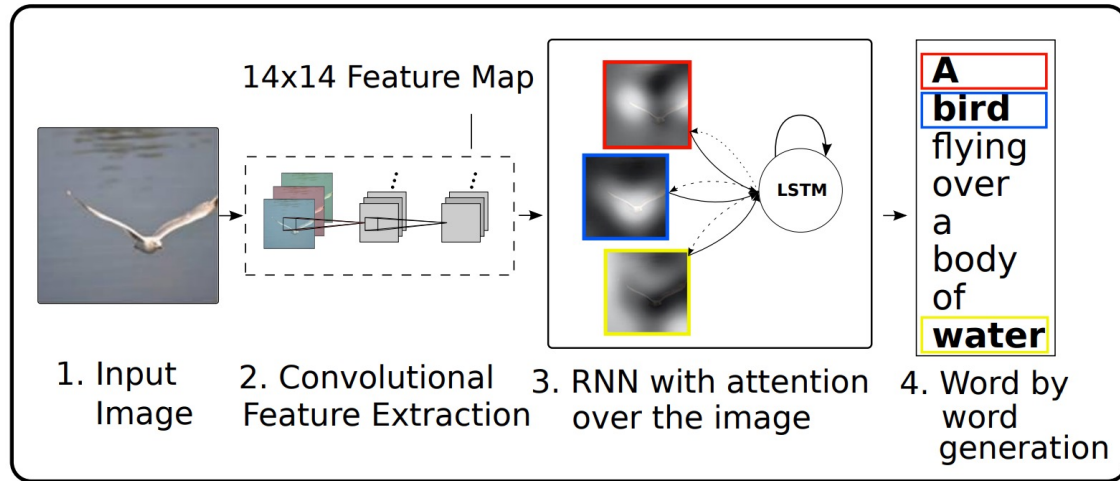 14x14 Feature Map
LSTM
A
bird
flying
over
a
body
of
water
1. Input
Image
2. Convolutional
Feature Extraction
3. RNN with attention
over the image
4. Word by
word
generation